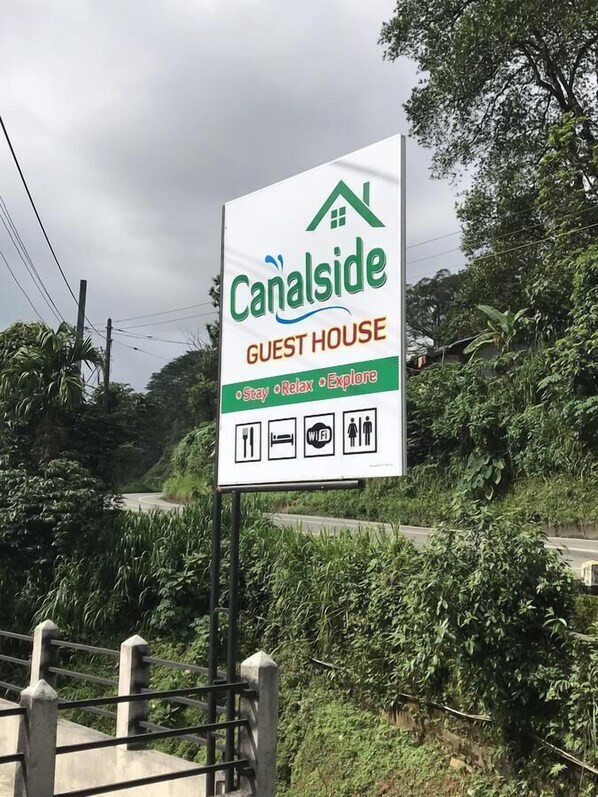 Canalside
GUEST HOUSE
• Stay • Relax • Explore
WiFi